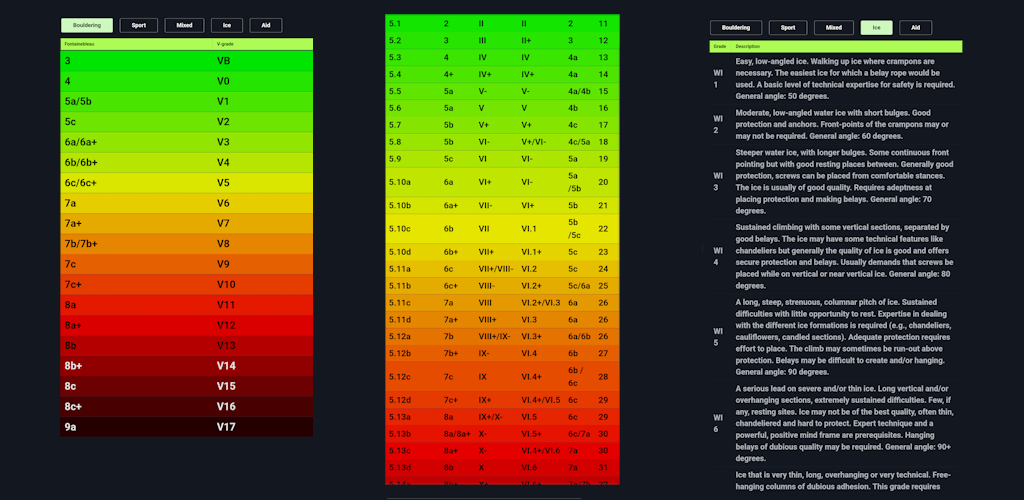 Bouldering Sport Mixed Ice Aid
Fontainebleau V-grade
3 VB
4 V0
5a/5b V1
5c V2
6a/6a+ V3
6b/6b+ V4
6c/6c+ V5
7a V6
7a+ V7
7b/7b+ V8
7c V9
7c+ V10
8a V11
8a+ V12
8b V13
8b+ V14
8c V15
8c+ V16
9a V17
5.1 2 II II 2 11
5.2 3 III II+ 3 12
5.3 4 IV IV 4a 13
5.4 4+ IV+ IV+ 4a 14
5.5 5a V- V- 4a/4b 15
5.6 5a V V 4b 16
5.7 5b V+ V+ 4c 17
5.8 5b VI- V+/VI- 4c/5a 18
5.9 5c VI VI- 5a 19
5.10a 6a VI+ VI- 5a /5b 20
5.10b 6a+ VII- VI+ 5b 21
5.10c 6b VII VI.1 5b /5c 22
5.10d 6b+ VII+ VI.1+ 5c 23
5.11a 6c VII+/VIII- VI.2 5c 24
5.11b 6c+ VIII- VI.2+ 5c/6a 25
5.11c 7a VIII VI.2+/VI.3 6a 26
5.11d 7a+ VIII+ VI.3 6a 26
5.12a 7b VIII+/IX- VI.3+ 6a/6b 26
5.12b 7b+ IX- VI.4 6b 27
5.12c 7c IX VI.4+ 6b / 6c 28
5.12d 7c+ IX+ VI.4+/VI.5 6c 29
5.13a 8a IX+/X- VI.5 6c 29
5.13b 8a/8a+ X- VI.5+ 6c/7a 30
5.13c 8a+ X- VI.4+/VI.6 7a 30
5.13d 8b X- VI.6 7a 31
Bouldering Sport Mixed Ice Aid
Grade Description
WI 1
Easy, low-angled ice. Walking up ice where crampons are
necessary. The easiest ice for which a belay rope would be
used. A basic level of technical expertise for safety is required.
General angle: 50 degrees.
WI 2
Moderate, low-angled water ice with short bulges. Good
protection and anchors. Front-points of the crampons may or
may not be required. General angle: 60 degrees.
WI 3
Steeper water ice, with longer bulges. Some continuous front
pointing but with good resting places between. Generally good
protection, screws can be placed from comfortable stances.
The ice is usually of good quality. Requires adeptness at
placing protection and making belays. General angle: 70
degrees.
WI 4
Sustained climbing with some vertical sections, separated by
good belays. The ice may have some technical features like
chandeliers but generally the quality of ice is good and offers
secure protection and belays. Usually demands that screws be
placed while on vertical or near vertical ice. General angle: 80
degrees.
WI 5
A long, steep, strenuous, columnar pitch of ice. Sustained
difficulties with little opportunity to rest. Expertise in dealing
with the different ice formations is required (e.g., chandeliers,
cauliflowers, candled sections). Adequate protection requires
effort to place. The climb may sometimes be run-out above
protection. Belays may be difficult to create and/or hanging.
General angle: 90 degrees.
WI 6
A serious lead on severe and/or thin ice. Long vertical and/or
overhanging sections, extremely sustained difficulties. Few, if
any, resting sites. Ice may not be of the best quality, often thin,
chandeliered and hard to protect. Expert technique and a
powerful, positive mind frame are prerequisites. Hanging
belays of dubious quality may be required. General angle: 90+
degrees.
Ice that is very thin, long, overhanging or very technical. Free-
hanging columns of dubious adhesion. This grade requires